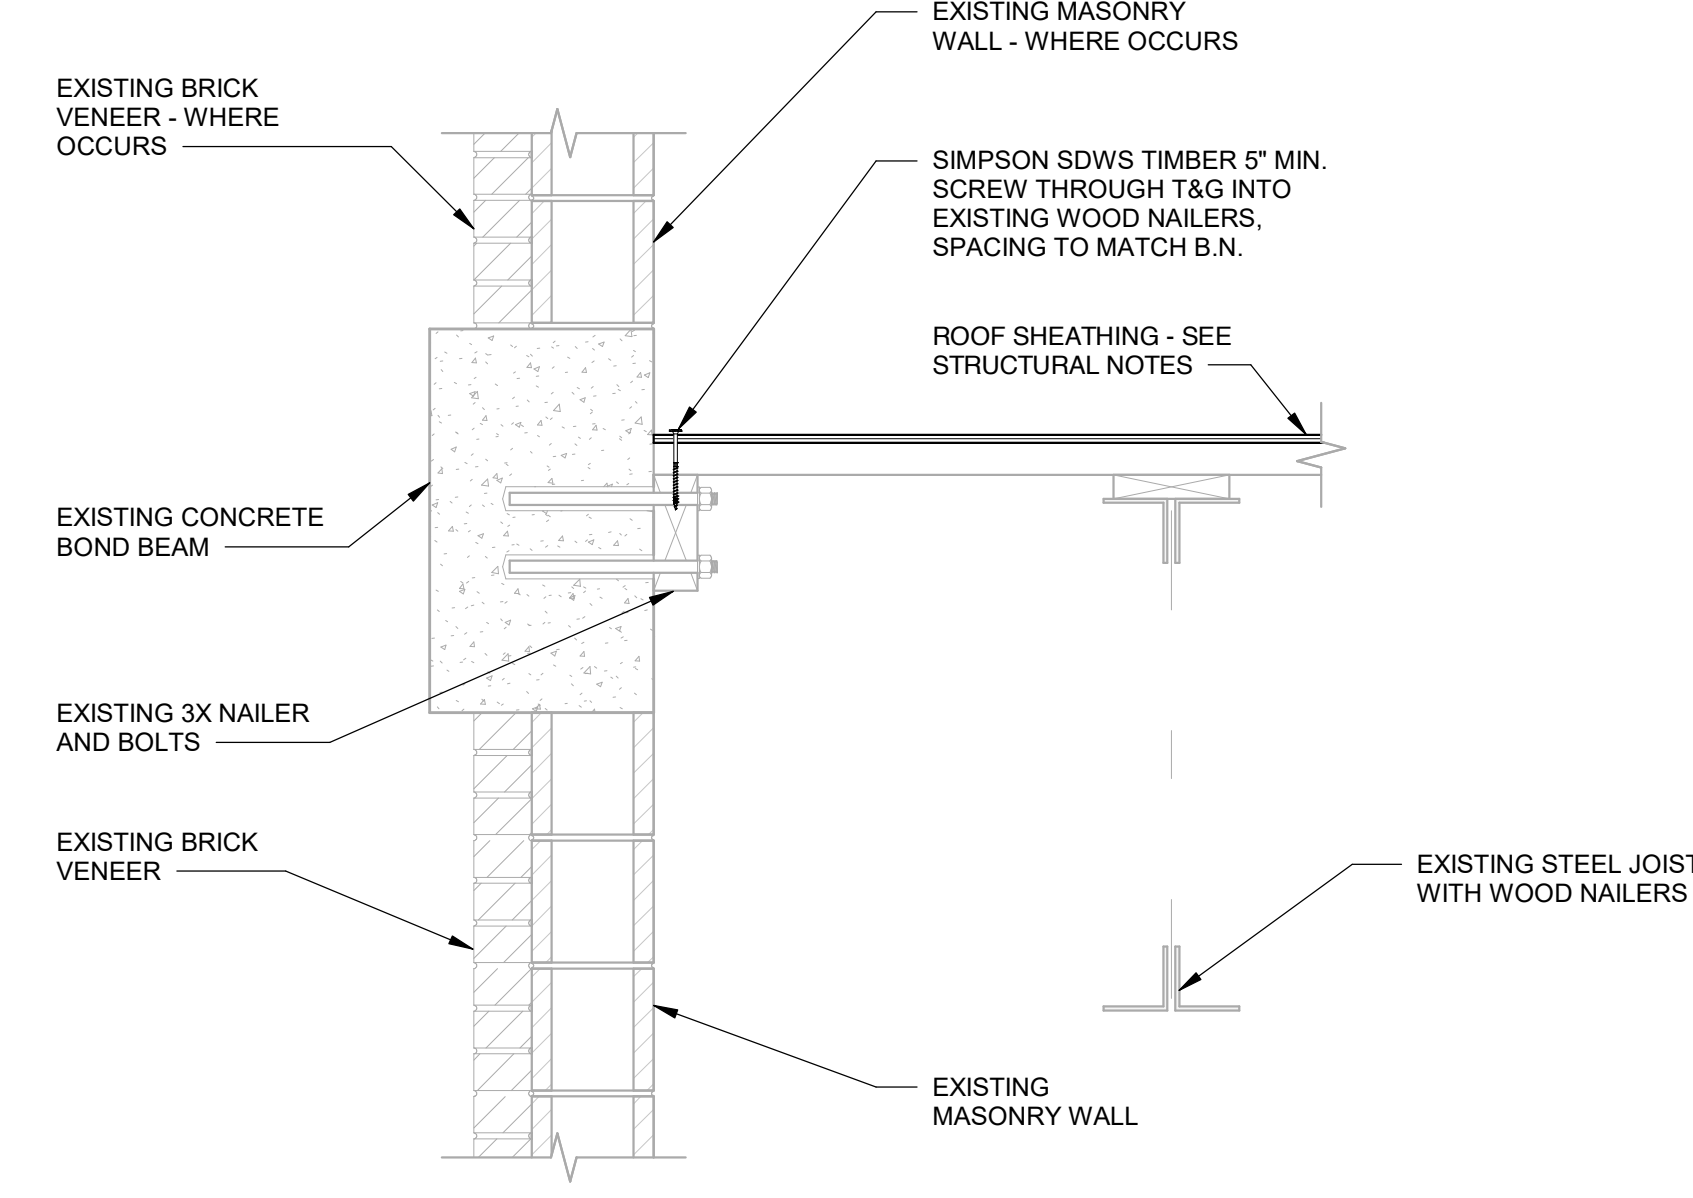 EXISTING MASONRY
WALL - WHERE OCCURS
EXISTING BRICK
VENEER - WHERE
OCCURS
SIMPSON SDWS TIMBER 5" MIN.
SCREW THROUGH T&G INTO
EXISTING WOOD NAILERS,
SPACING TO MATCH B.N.
ROOF SHEATHING - SEE
STRUCTURAL NOTES
EXISTING CONCRETE
BOND BEAM
EXISTING 3X NAILER
AND BOLTS
EXISTING BRICK
VENEER
EXISTING STEEL JOIST
WITH WOOD NAILERS
EXISTING
MASONRY WALL